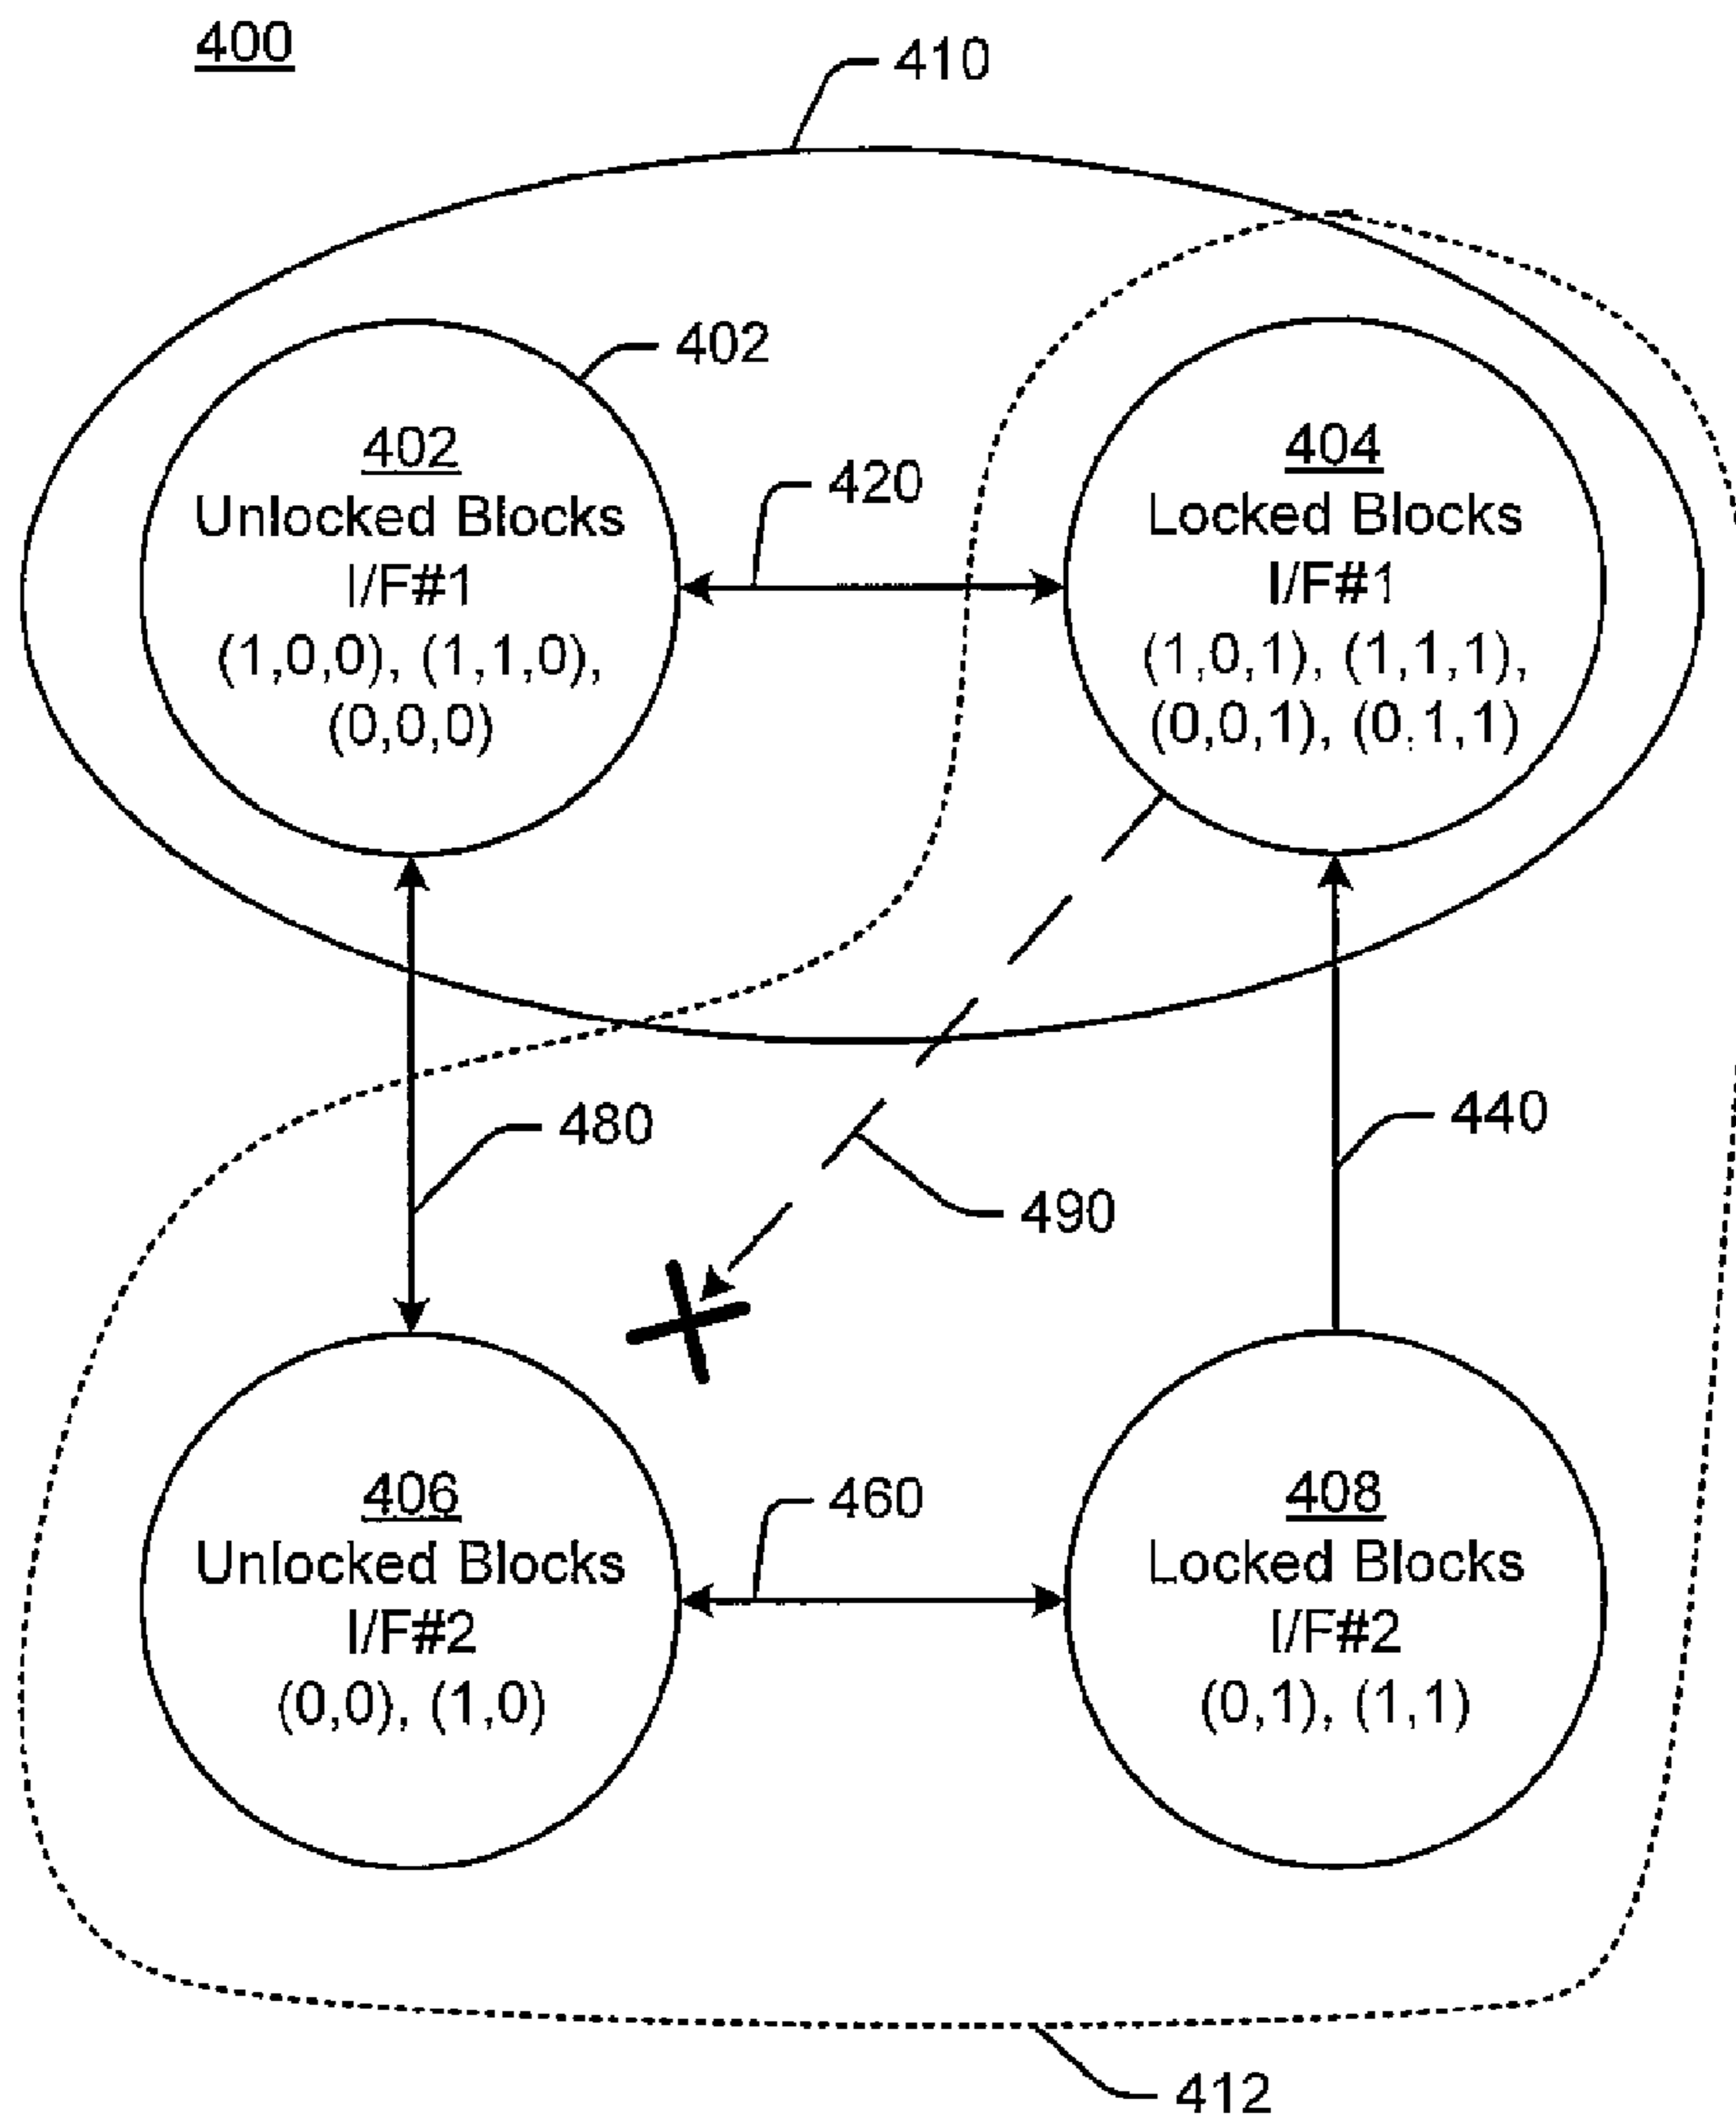 400
410
402
402
Unlocked Blocks
I/F#1
(1,0,0), (1,1,0),
(0,0,0)
420
404
Locked Blocks
I/F#1
(1,0,1), (1,1,1),
(0,0,1), (0,1,1)
480
490
440
406
Unlocked Blocks
I/F#2
(0,0), (1,0)
460
408
Locked Blocks
I/F#2
(0,1), (1,1)
412